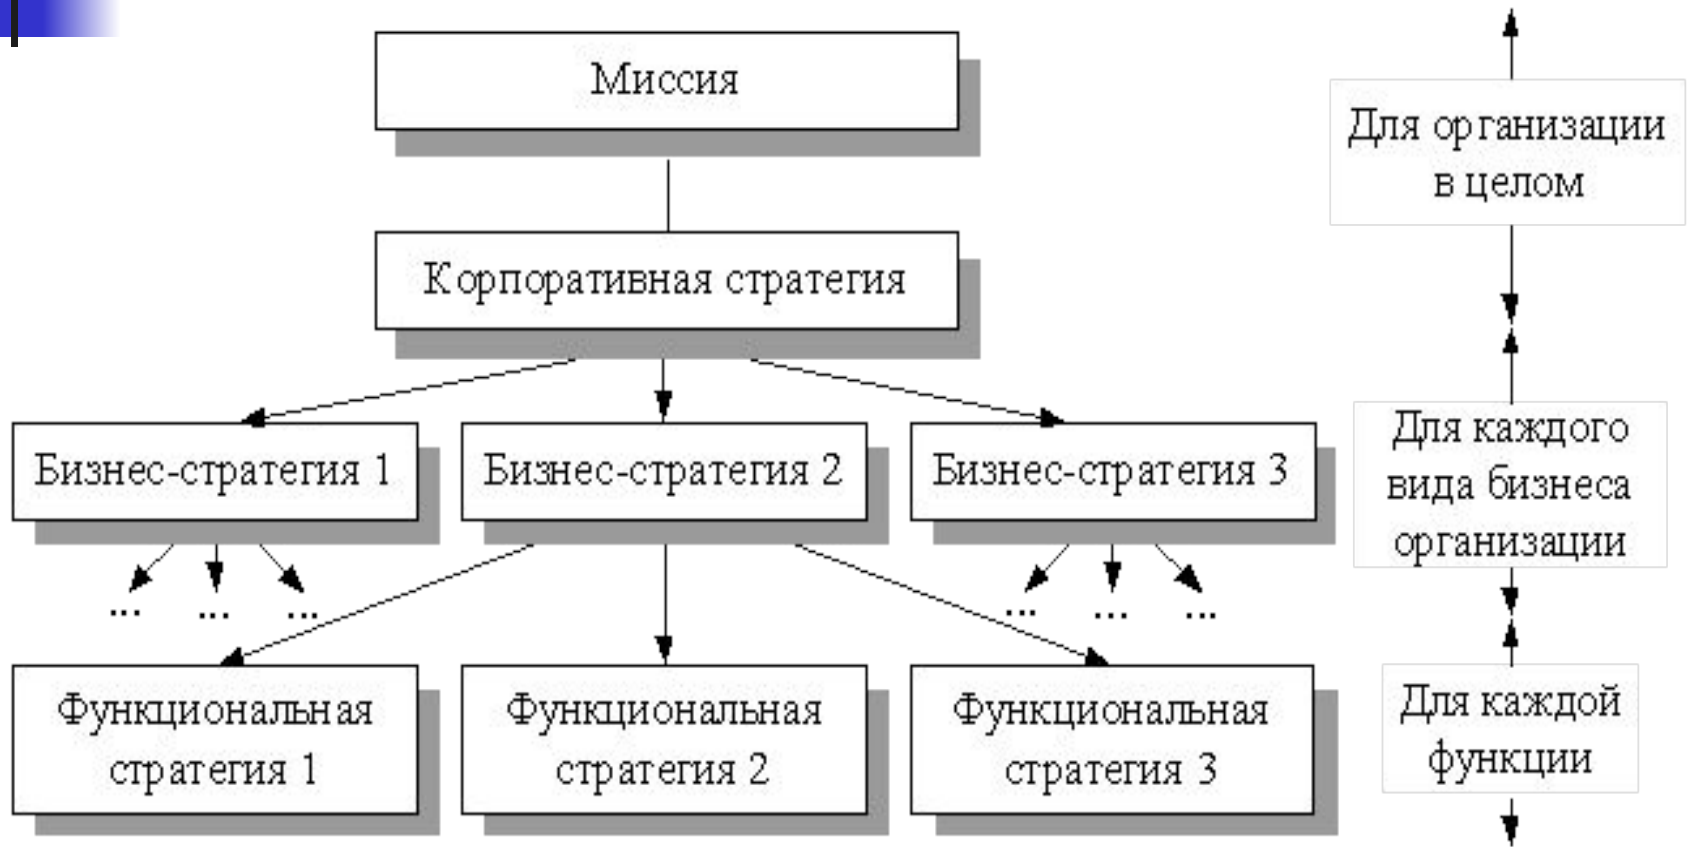 Миссия
Для организации
в целом
Корпоративная стратегия
Бизнес-стратегия 1
Бизнес-стратегия 2
Бизнес-стратегия 3
Для каждого
вида бизнеса
организации
... ... ...
... ... ...
Функциональная
стратегия 1
Функциональная
стратегия 2
Функциональная
стратегия 3
Для каждой
функции